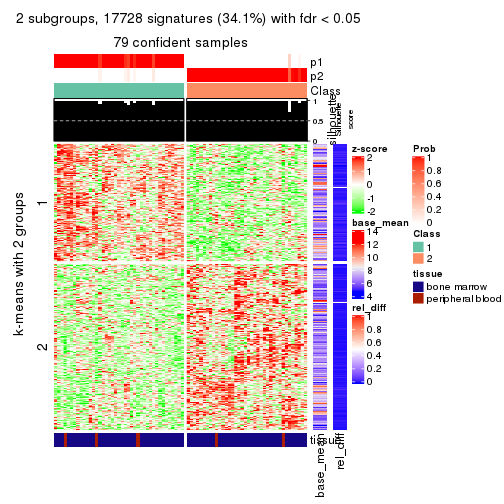 2 subgroups, 17728 signatures (34.1%) with fdr < 0.05
79 confident samples
p1
p2
Class
1
0.5
0
silhouette
Silhouette
score
k-means with 2 groups
1
2
tissue
base_mean
rel_diff
z-score
2
1
0
-1
-2
base_mean
14
12
10
8
6
4
rel_diff
1
0.8
0.6
0.4
0.2
0
Prob
1
0.8
0.6
0.4
0.2
0
Class
1
2
tissue
bone marrow
peripheral blood